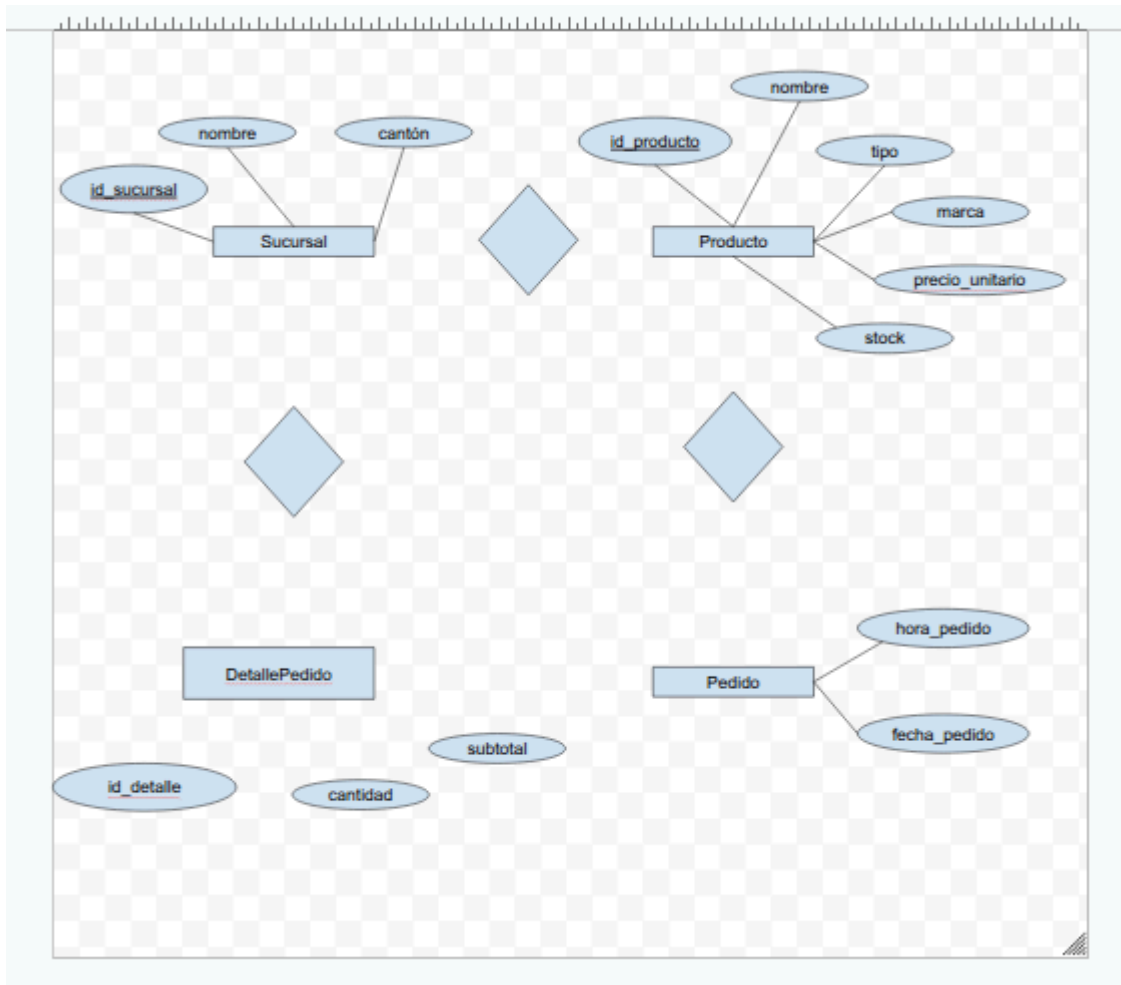 nombre
nombre
cantón
id_producto
tipo
id_sucursal
marca
Sucursal
Producto
precio_unitario
stock
hora_pedido
DetallePedido
Pedido
fecha_pedido
subtotal
id_detalle
cantidad